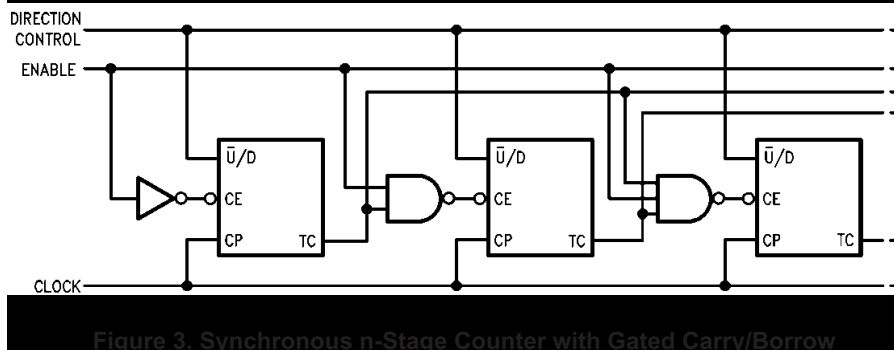 DIRECTION
CONTROL
ENABLE
U̅/D
CE
CP
TC
U̅/D
CE
CP
TC
U̅/D
CE
CP
TC
CLOCK
Figure 3. Synchronous n-Stage Counter with Gated Carry/Borrow